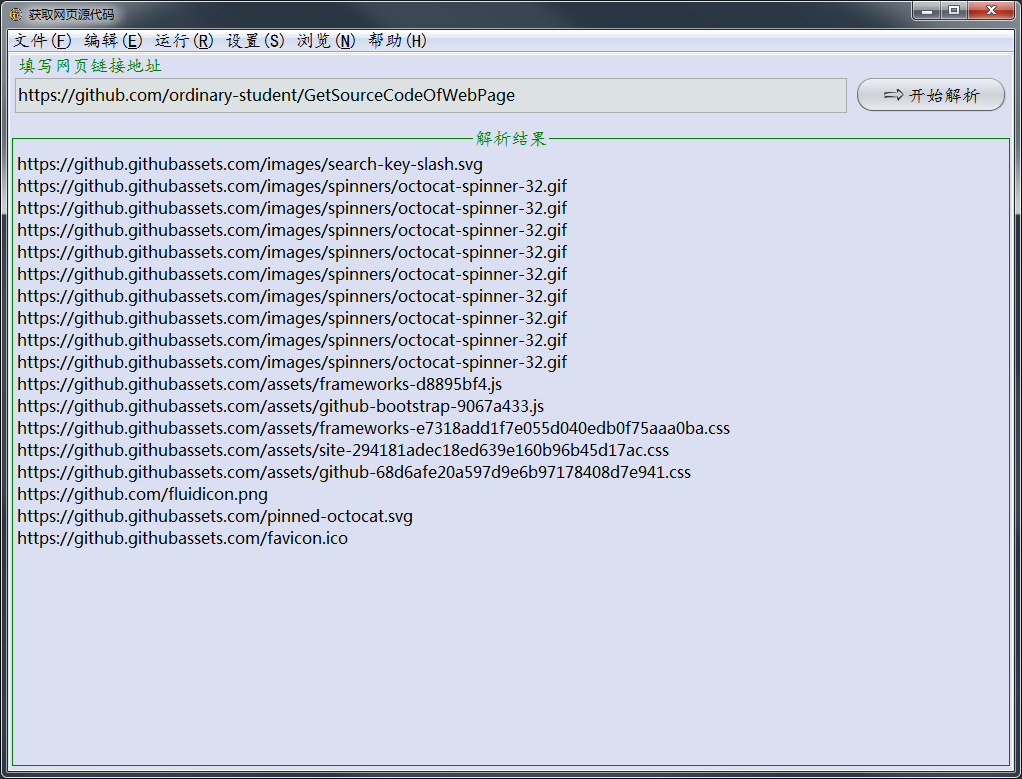 获取网页源代码
文件(F) 编辑(E) 运行(R) 设置(S) 浏览(N) 帮助(H)
填写网页链接地址
https://github.com/ordinary-student/GetSourceCodeOfWebPage
开始解析
解析结果
https://github.githubassets.com/images/search-key-slash.svg
https://github.githubassets.com/images/spinners/octocat-spinner-32.gif
https://github.githubassets.com/images/spinners/octocat-spinner-32.gif
https://github.githubassets.com/images/spinners/octocat-spinner-32.gif
https://github.githubassets.com/images/spinners/octocat-spinner-32.gif
https://github.githubassets.com/images/spinners/octocat-spinner-32.gif
https://github.githubassets.com/images/spinners/octocat-spinner-32.gif
https://github.githubassets.com/images/spinners/octocat-spinner-32.gif
https://github.githubassets.com/images/spinners/octocat-spinner-32.gif
https://github.githubassets.com/images/spinners/octocat-spinner-32.gif
https://github.githubassets.com/assets/frameworks-d8895bf4.js
https://github.githubassets.com/assets/github-bootstrap-9067a433.js
https://github.githubassets.com/assets/frameworks-e7318add1f7e055d040edb0f75aaa0ba.css
https://github.githubassets.com/assets/site-294181adec18ed639e160b96b45d17ac.css
https://github.githubassets.com/assets/github-68d6afe20a597d9e6b97178408d7e941.css
https://github.com/fluidicon.png
https://github.githubassets.com/pinned-octocat.svg
https://github.githubassets.com/favicon.ico